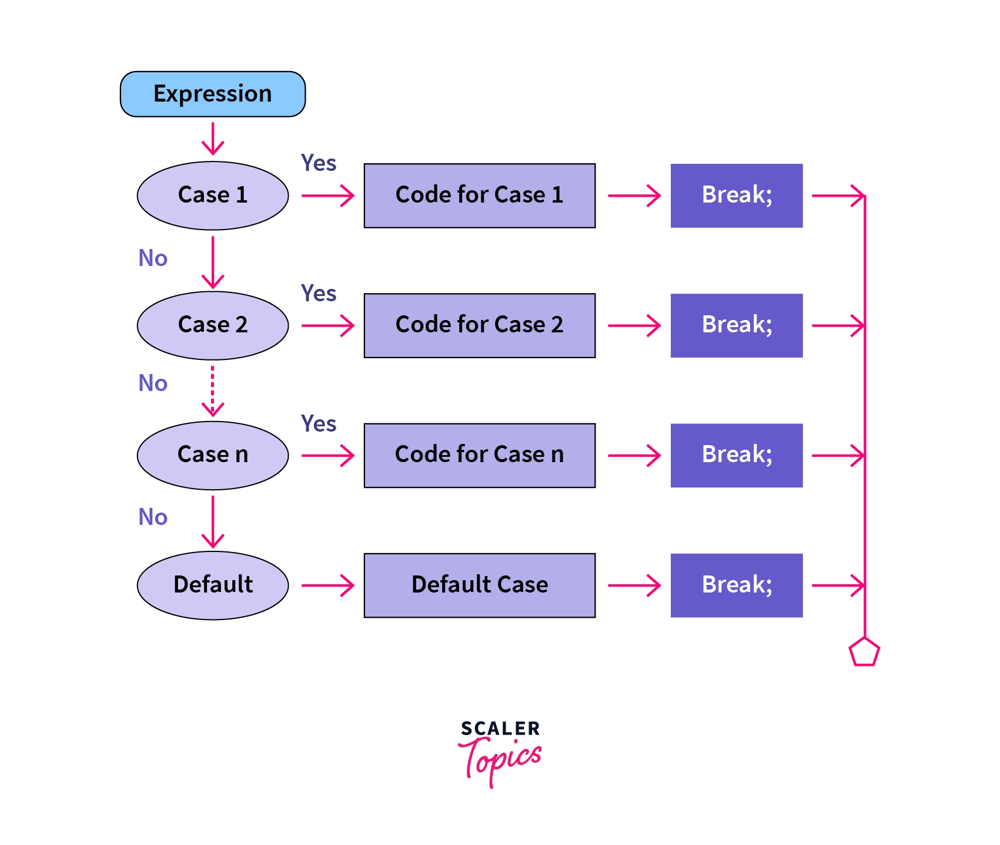 Expression
Yes
Case 1
Code for Case 1
Break;
No
Yes
Case 2
Code for Case 2
Break;
No
Yes
Case n
Code for Case n
Break;
No
Default
Default Case
Break;
SCALER
Topics